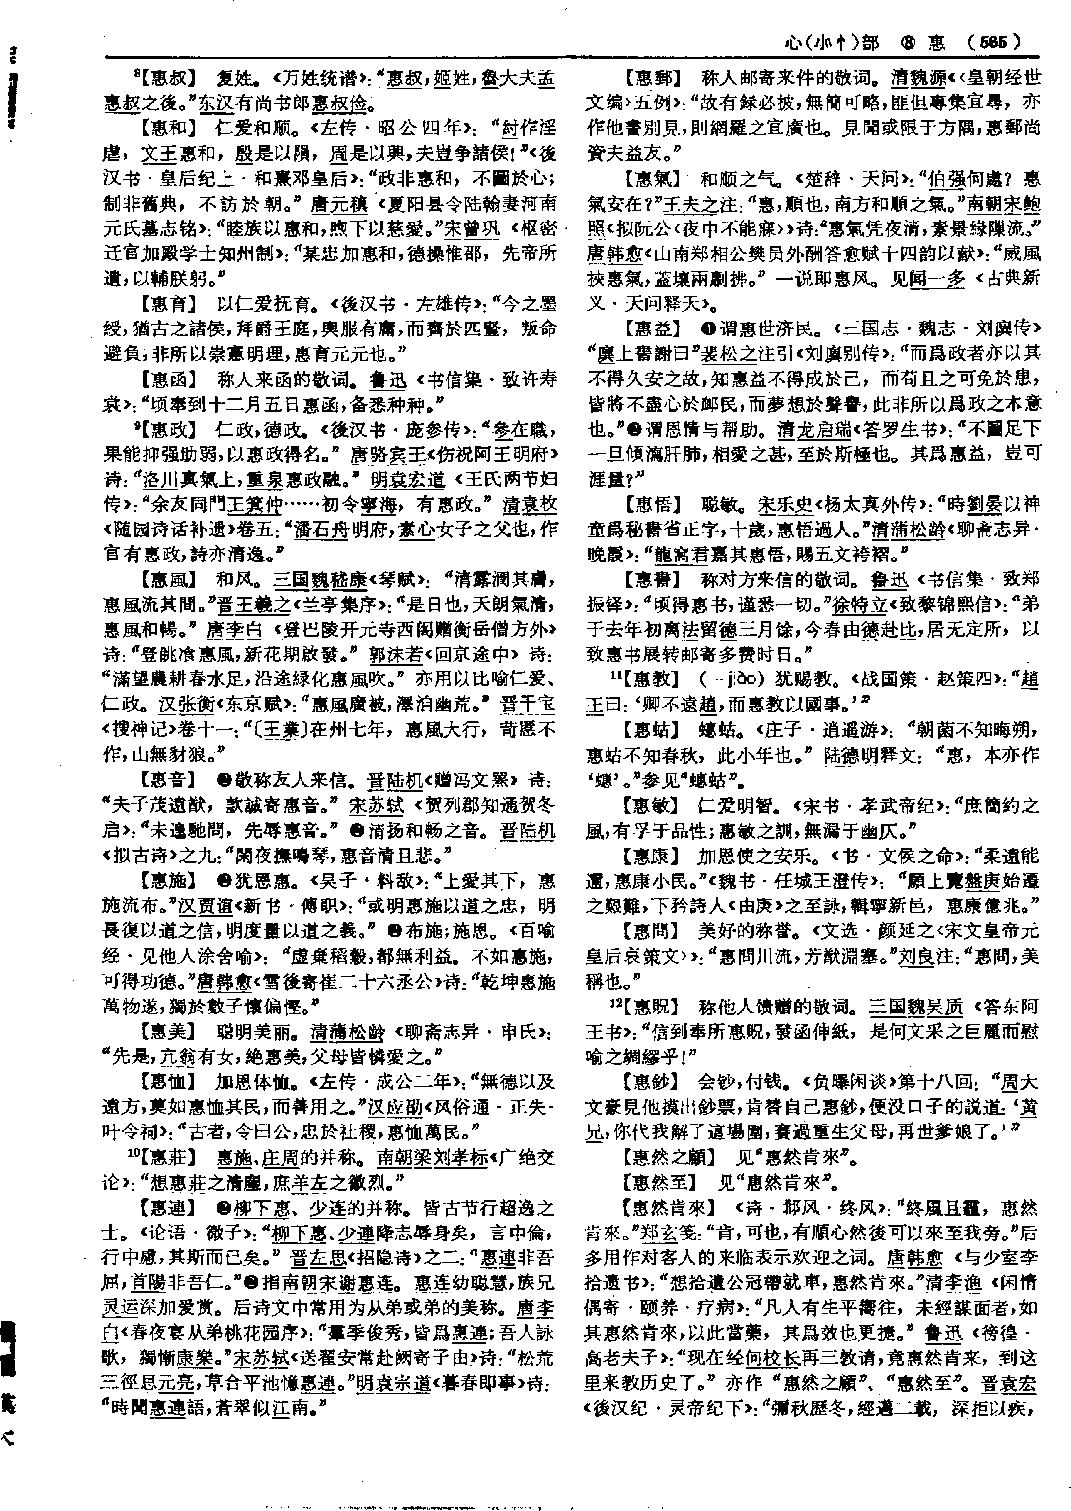 心(小忄)部 ⑧ 惠 (565)
⁸【惠叔】 复姓。《万姓统谱》：“惠叔，姬姓，魯大夫孟
惠叔之後。”东汉有尚书郎惠叔俭。
【惠和】 仁爱和顺。《左传·昭公四年》：“紂作淫
虐，文王惠和，殷是以隕，周是以興，夫豈争諸侯！”《後
汉书·皇后纪上·和熹邓皇后》：“政非惠和，不圖於心；
制非舊典，不訪於朝。”唐元稹《夏阳县令陆翰妻河南
元氏墓志铭》：“睦族以惠和，煦下以慈愛。”宋曾巩《枢密
迁官加殿学士知州制》：“某忠加惠和，德操惟邵，先帝所
遺，以輔朕躬。”
【惠育】 以仁爱抚育。《後汉书·左雄传》：“今之墨
綬，猶古之諸侯，拜爵王庭，輿服有庸，而齊於匹豎，叛命
避負；非所以崇憲明理，惠育元元也。”
【惠函】 称人来函的敬词。鲁迅《书信集·致许寿
裳》：“顷奉到十二月五日惠函，备悉种种。”
⁹【惠政】 仁政，德政。《後汉书·庞参传》：“參在職，
果能抑强助弱，以惠政得名。”唐骆宾王《伤祝阿王明府》
诗：“洛川真氣上，重泉惠政融。”明袁宏道《王氏两节妇
传》：“余友同門王箕仲……初令寧海，有惠政。”清袁枚
《随园诗话补遗》卷五：“潘石舟明府，素心女子之父也，作
官有惠政，詩亦清逸。”
【惠風】 和风。三国魏嵇康《琴赋》：“清露潤其膚，
惠風流其間。”晋王羲之《兰亭集序》：“是日也，天朗氣清，
惠風和暢。”唐李白《登巴陵开元寺西阁赠衡岳僧方外》
诗：“登眺飡惠風，新花期啟發。”郭沫若《回京途中》诗：
“滿望農耕春水足，沿途緑化惠風吹。”亦用以比喻仁爱、
仁政。汉张衡《东京赋》：“惠風廣被，澤洎幽荒。”晋干宝
《搜神记》卷十一：“〔王業〕在州七年，惠風大行，苛慝不
作，山無豺狼。”
【惠音】 ❶敬称友人来信。晋陆机《赠冯文罴》诗：
“夫子茂遠猷，款誠寄惠音。”宋苏轼《贺列郡知通贺冬
启》：“未遑馳問，先辱惠音。”❷清扬和畅之音。晋陆机
《拟古诗》之九：“閑夜撫鳴琴，惠音清且悲。”
【惠施】 ❶犹恩惠。《吴子·料敌》：“上愛其下，惠
施流布。”汉贾谊《新书·傅职》：“或明惠施以道之忠，明
長復以道之信，明度量以道之義。”❷布施；施恩。《百喻
经·见他人涂舍喻》：“虚棄稻穀，都無利益。不如惠施，
可得功德。”唐韩愈《雪後寄崔二十六丞公》诗：“乾坤惠施
萬物遂，獨於數子懷偏慳。”
【惠美】 聪明美丽。清蒲松龄《聊斋志异·申氏》：
“先是，亢翁有女，絶惠美，父母皆憐愛之。”
【惠恤】 加恩体恤。《左传·成公二年》：“無德以及
遠方，莫如惠恤其民，而善用之。”汉应劭《风俗通·正失·
叶令祠》：“古者，令曰公，忠於社稷，惠恤萬民。”
¹⁰【惠莊】 惠施、庄周的并称。南朝梁刘孝标《广绝交
论》：“想惠莊之清塵，庶羊左之徽烈。”
【惠連】 ❶柳下惠、少连的并称。皆古节行超逸之
士。《论语·微子》：“柳下惠、少連降志辱身矣，言中倫，
行中慮，其斯而已矣。”晋左思《招隐诗》之二：“惠連非吾
屈，首陽非吾仁。”❷指南朝宋谢惠连。惠连幼聪慧，族兄
灵运深加爱赏。后诗文中常用为从弟或弟的美称。唐李
白《春夜宴从弟桃花园序》：“羣季俊秀，皆爲惠連；吾人詠
歌，獨慚康樂。”宋苏轼《送翟安常赴阙寄子由》诗：“松荒
三徑思元亮，草合平池憶惠連。”明袁宗道《暮春即事》诗：
“時聞惠連語，蒼翠似江南。”
【惠郵】 称人邮寄来件的敬词。清魏源《〈皇朝经世
文编〉五例》：“故有録必披，無簡可略，匪但專集宜尋，亦
作他書别見，則網羅之宜廣也。見聞或限于方隅，惠郵尚
資夫益友。”
【惠氣】 和顺之气。《楚辞·天问》：“伯强何處？惠
氣安在？”王夫之注：“惠，順也，南方和順之氣。”南朝宋鲍
照《拟阮公〈夜中不能寐〉》诗：“惠氣凭夜清，素景緣隙流。”
唐韩愈《山南郑相公樊员外酬答愈赋十四韵以献》：“威風
挾惠氣，蓋壤兩劘拂。”一说即惠风。见闻一多《古典新
义·天问释天》。
【惠益】 ❶谓惠世济民。《三国志·魏志·刘廙传》
“廙上書謝曰”裴松之注引《刘廙别传》：“而爲政者亦以其
不得久安之故，知惠益不得成於己，而苟且之可免於患，
皆將不盡心於䘏民，而夢想於聲譽，此非所以爲政之本意
也。”❷谓恩情与帮助。清龙启瑞《答罗生书》：“不圖足下
一旦傾瀉肝肺，相愛之甚，至於斯極也。其爲惠益，豈可
涯量？”
【惠悟】 聪敏。宋乐史《杨太真外传》：“時劉晏以神
童爲秘書省正字，十歲，惠悟過人。”清蒲松龄《聊斋志异·
晚霞》：“龍窩君嘉其惠悟，賜五文袴褶。”
【惠書】 称对方来信的敬词。鲁迅《书信集·致郑
振铎》：“顷得惠书，谨悉一切。”徐特立《致黎锦熙信》：“弟
于去年初离法留德三月馀，今春由德赴比，居无定所，以
致惠书展转邮寄多费时日。”
¹¹【惠教】 (－jiào) 犹赐教。《战国策·赵策四》：“趙
王曰：‘卿不遠趙，而惠教以國事。’”
【惠蛄】 蟪蛄。《庄子·逍遥游》：“朝菌不知晦朔，
惠蛄不知春秋，此小年也。”陆德明释文：“惠，本亦作
‘蟪’。”参见“蟪蛄”。
【惠敏】 仁爱明智。《宋书·孝武帝纪》：“庶簡約之
風，有孚于品性；惠敏之訓，無漏于幽仄。”
【惠康】 加恩使之安乐。《书·文侯之命》：“柔遠能
邇，惠康小民。”《魏书·任城王澄传》：“願上覽盤庚始遷
之艱難，下矜詩人《由庚》之至詠，輯寧新邑，惠康億兆。”
【惠問】 美好的称誉。《文选·颜延之〈宋文皇帝元
皇后哀策文〉》：“惠問川流，芳猷淵塞。”刘良注：“惠問，美
稱也。”
¹²【惠貺】 称他人馈赠的敬词。三国魏吴质《答东阿
王书》：“信到奉所惠貺，發函伸紙，是何文采之巨麗而慰
喻之綢繆乎！”
【惠鈔】 会钞，付钱。《负曝闲谈》第十八回：“周大
文豪見他摸出鈔票，肯替自己惠鈔，便没口子的説道：‘黄
兄，你代我解了這場圍，賽過重生父母，再世爹娘了。’”
【惠然之顧】 见“惠然肯來”。
【惠然至】 见“惠然肯來”。
【惠然肯來】 《诗·邶风·终风》：“終風且霾，惠然
肯來。”郑玄笺：“肯，可也，有順心然後可以來至我旁。”后
多用作对客人的来临表示欢迎之词。唐韩愈《与少室李
拾遗书》：“想拾遺公冠帶就車，惠然肯來。”清李渔《闲情
偶寄·颐养·疗病》：“凡人有生平嚮往，未經謀面者，如
其惠然肯來，以此當藥，其爲效也更捷。”鲁迅《彷徨·
高老夫子》：“现在经何校长再三敦请，竟惠然肯来，到这
里来教历史了。”亦作“惠然之顧”、“惠然至”。晋袁宏
《後汉纪·灵帝纪下》：“彌秋歷冬，經邁二載，深拒以疾，